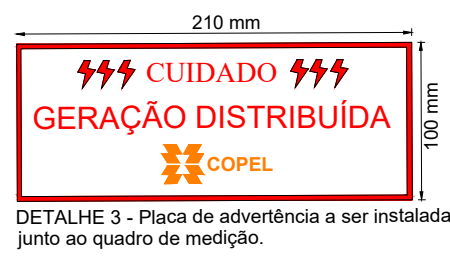 210 mm
CUIDADO
GERAÇÃO DISTRIBUÍDA
COPEL
100 mm
DETALHE 3 - Placa de advertência a ser instalada
junto ao quadro de medição.